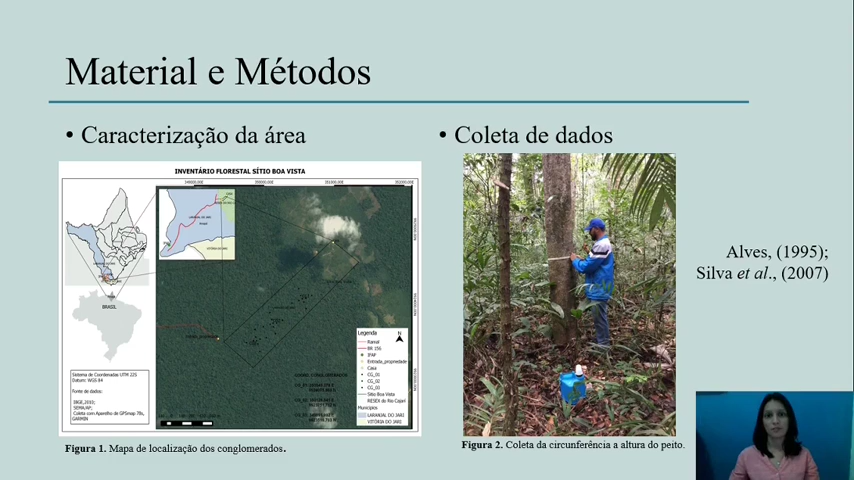 Material e Métodos
• Caracterização da área
• Coleta de dados
INVENTÁRIO FLORESTAL SÍTIO BOA VISTA
BRASIL
Sistema de Coordenadas UTM 22S
Datum: WGS 84
Fonte de dados:
IBGE,2010;
SEMA/AP;
Coleta com Aparelho de GPSmap 78s,
GARMIN
Legenda
N
Ramal
BR 156
IFAP
Entrada_propriedade
Casa
CG_01
CG_02
CG_03
Sítio Boa Vista
RESEX do Rio Cajari
Municípios
LARANJAL DO JARI
VITÓRIA DO JARI
Alves, (1995);
Silva et al., (2007)
Figura 1. Mapa de localização dos conglomerados.
Figura 2. Coleta da circunferência a altura do peito.